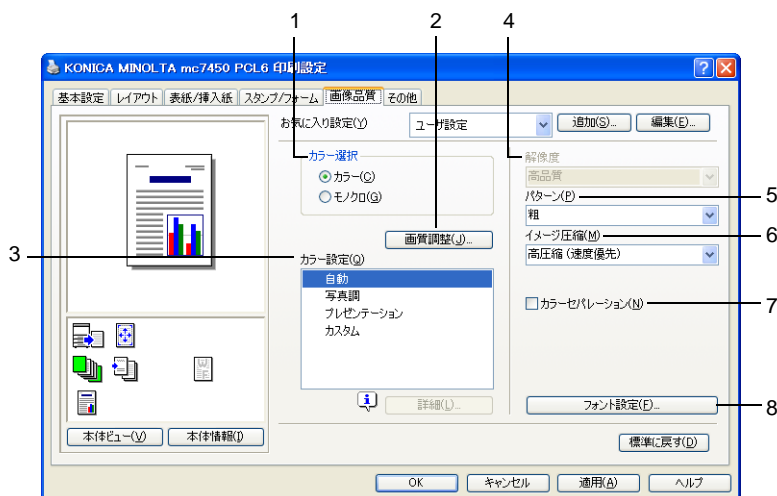 1
2
4
KONICA MINOLTA mc7450 PCL6 印刷設定
基本設定 レイアウト 表紙/挿入紙 スタンプ/フォーム 画像品質 その他
お気に入り設定(Y) ユーザ設定 追加(S)... 編集(E)...
カラー選択
カラー(C)
モノクロ(G)
画質調整(J)...
3
カラー設定(Q)
自動
写真調
プレゼンテーション
カスタム
詳細(L)...
解像度
高品質
パターン(P)
5
粗
イメージ圧縮(M)
6
高圧縮 (速度優先)
カラーセパレーション(N)
7
フォント設定(F)...
8
本体ビュー(V) 本体情報(I)
標準に戻す(D)
OK キャンセル 適用(A) ヘルプ